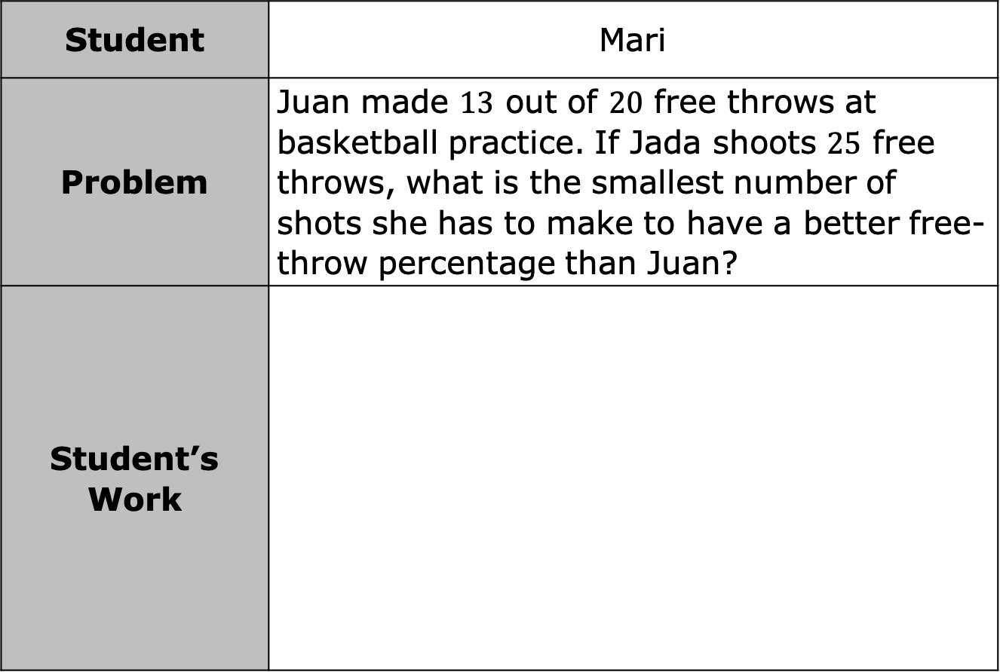 Student
Mari
Problem
Juan made 13 out of 20 free throws at
basketball practice. If Jada shoots 25 free
throws, what is the smallest number of
shots she has to make to have a better free-
throw percentage than Juan?
Student’s
Work